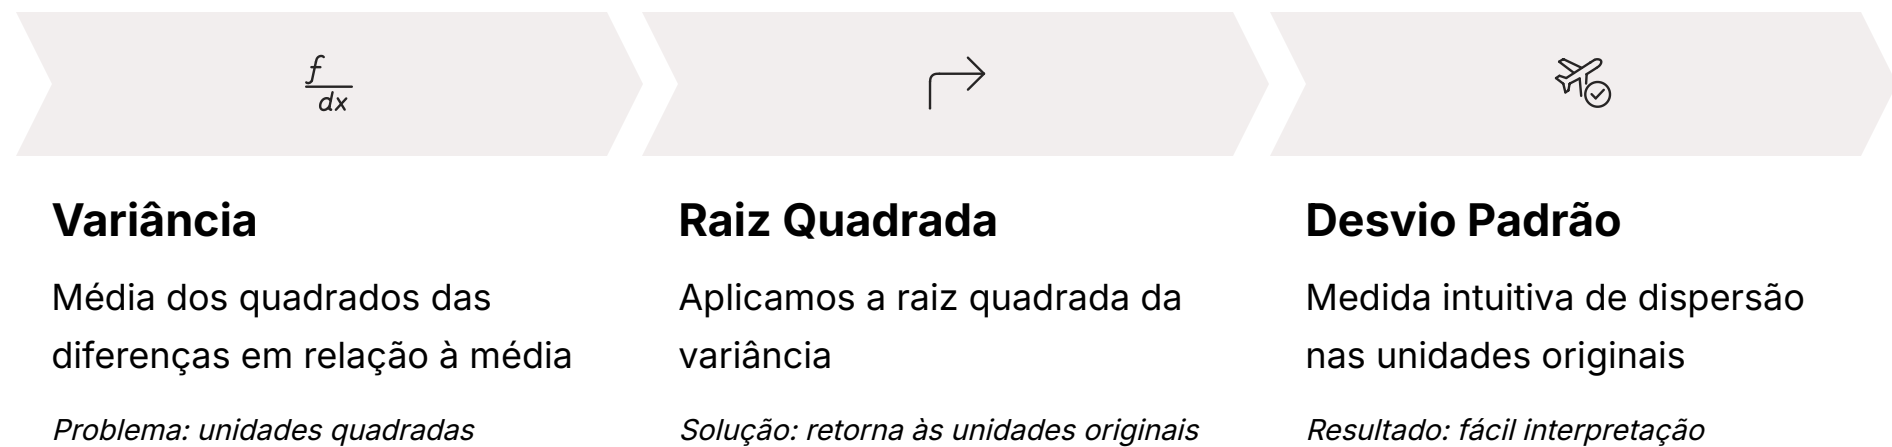 f
dx
Variância
Média dos quadrados das
diferenças em relação à média
Problema: unidades quadradas
Raiz Quadrada
Aplicamos a raiz quadrada da
variância
Solução: retorna às unidades originais
Desvio Padrão
Medida intuitiva de dispersão
nas unidades originais
Resultado: fácil interpretação